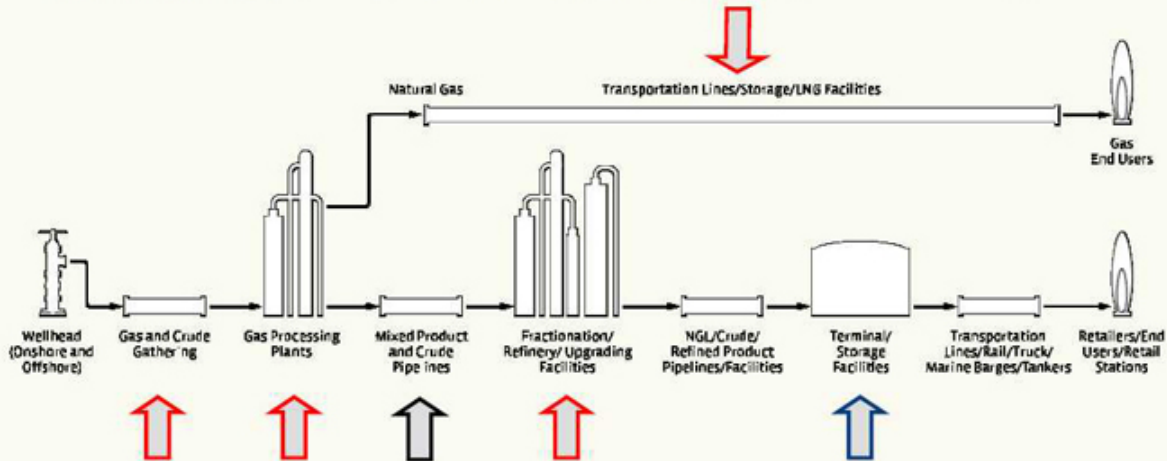 Natural Gas
Transportation Lines/Storage/LNG Facilities
Gas
End Users
Wellhead
(Onshore and
Offshore)
Gas and Crude
Gathering
Gas Processing
Plants
Mixed Product
and Crude
Pipelines
Fractionation/
Refinery/Upgrading
Facilities
NGL/Crude/
Refined Product
Pipelines/Facilities
Terminal/
Storage
Facilities
Transportation
Lines/Rail/Truck/
Marine Barges/Tankers
Retailers/End
Users/Retail
Stations